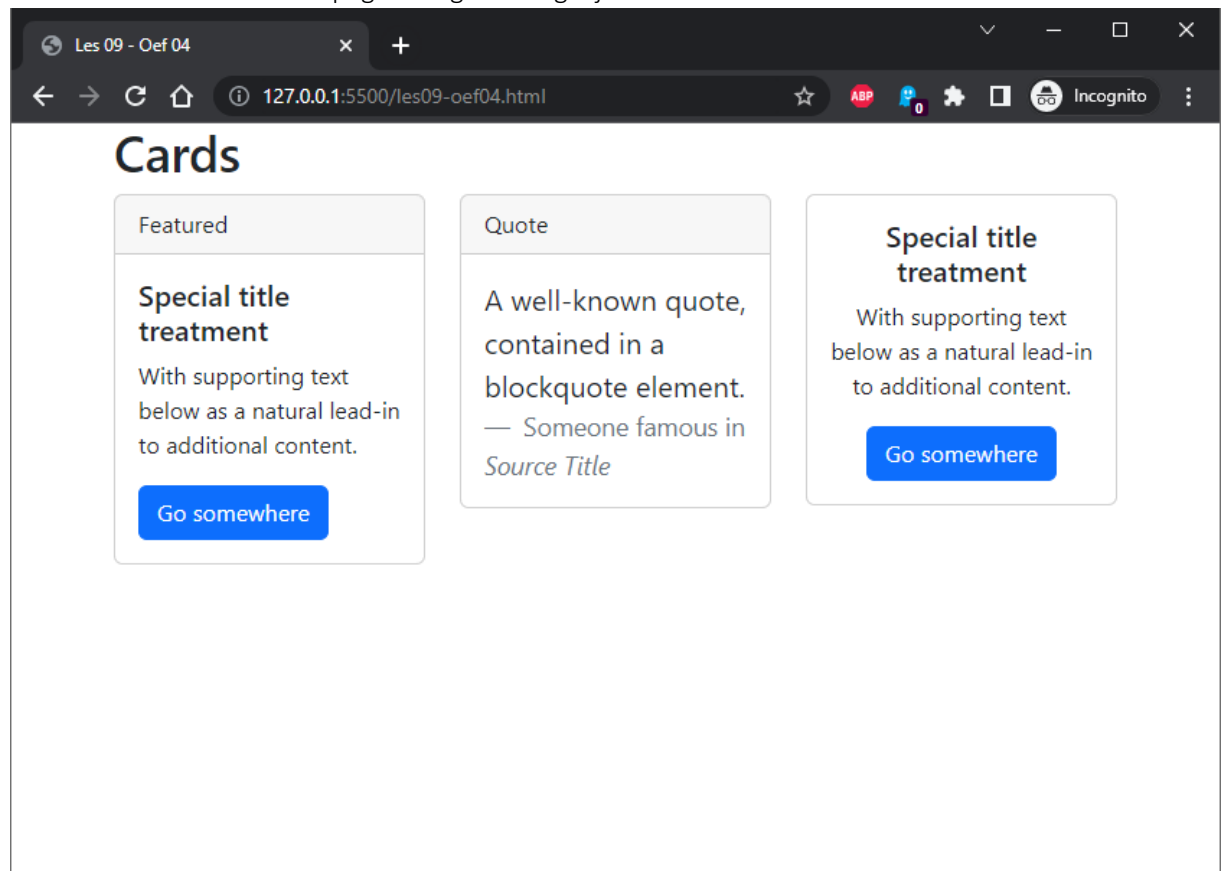 Les 09 - Oef 04
127.0.0.1:5500/les09-oef04.html
ABP
0
Incognito
Cards
Featured
Special title
treatment
With supporting text
below as a natural lead-in
to additional content.
Go somewhere
Quote
A well-known quote,
contained in a
blockquote element.
— Someone famous in
Source Title
Special title
treatment
With supporting text
below as a natural lead-in
to additional content.
Go somewhere